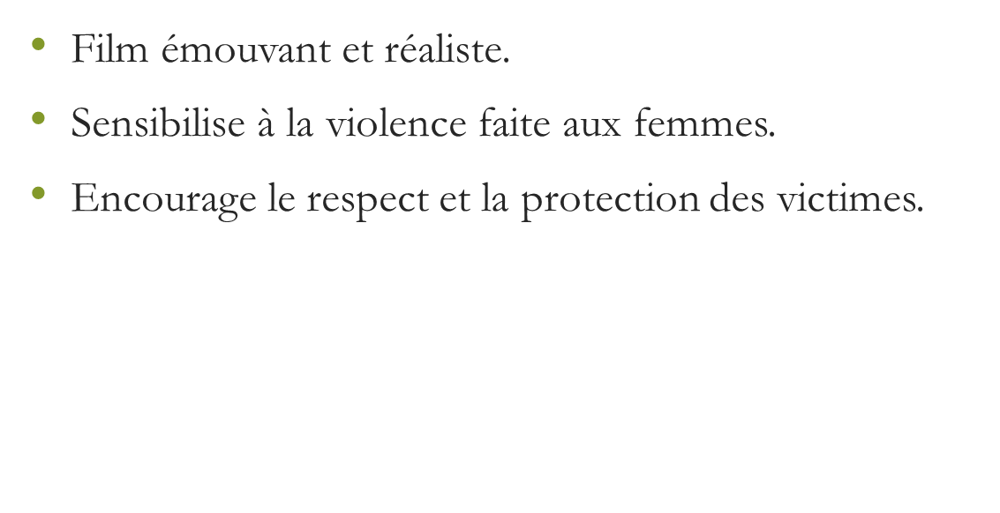 • Film émouvant et réaliste.
• Sensibilise à la violence faite aux femmes.
• Encourage le respect et la protection des victimes.